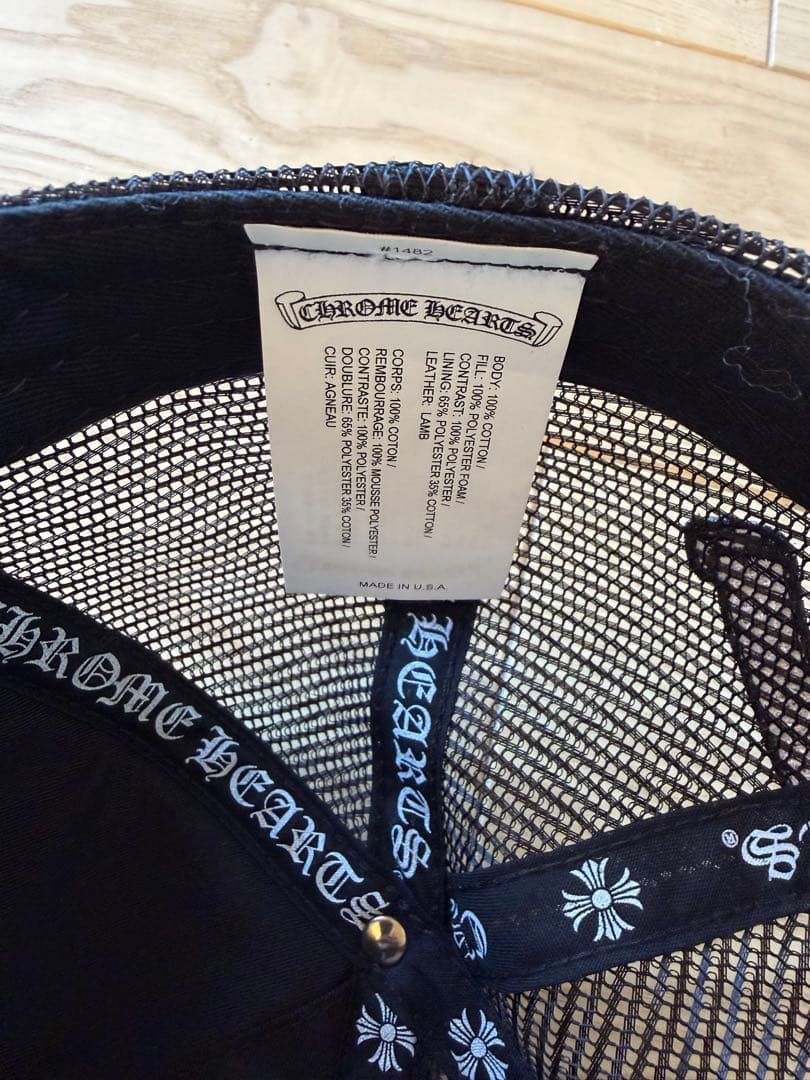 #1482
CHROME HEARTS
BODY: 100% COTTON /
FILL: 100% POLYESTER FOAM /
CONTRAST: 100% POLYESTER /
LINING: 65% POLYESTER 35% COTTON /
LEATHER: LAMB
CORPS: 100% COTON /
REMBOURRAGE: 100% MOUSSE POLYESTER /
CONTRASTE: 100% POLYESTER /
DOUBLURE: 65% POLYESTER 35% COTON /
CUIR: AGNEAU
MADE IN U.S.A.
CHROME HEARTS
HEARTS
S ®